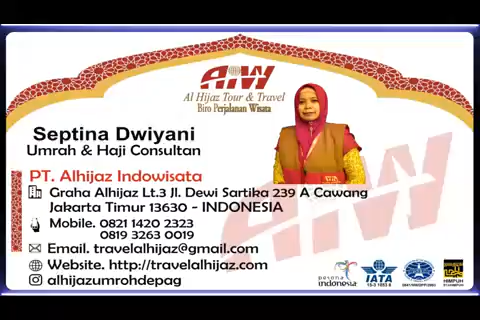 AIW
Al Hijaz Tour & Travel
Biro Perjalanan Wisata
Septina Dwiyani
Umrah & Haji Consultan
PT. Alhijaz Indowisata
Graha Alhijaz Lt.3 Jl. Dewi Sartika 239 A Cawang
Jakarta Timur 13630 - INDONESIA
Mobile. 0821 1420 2323
0819 3263 0019
Email. travelalhijaz@gmail.com
Website. http://travelalhijaz.com
alhijazumrohdepag
pesona
indonesia
IATA
HIMPUH